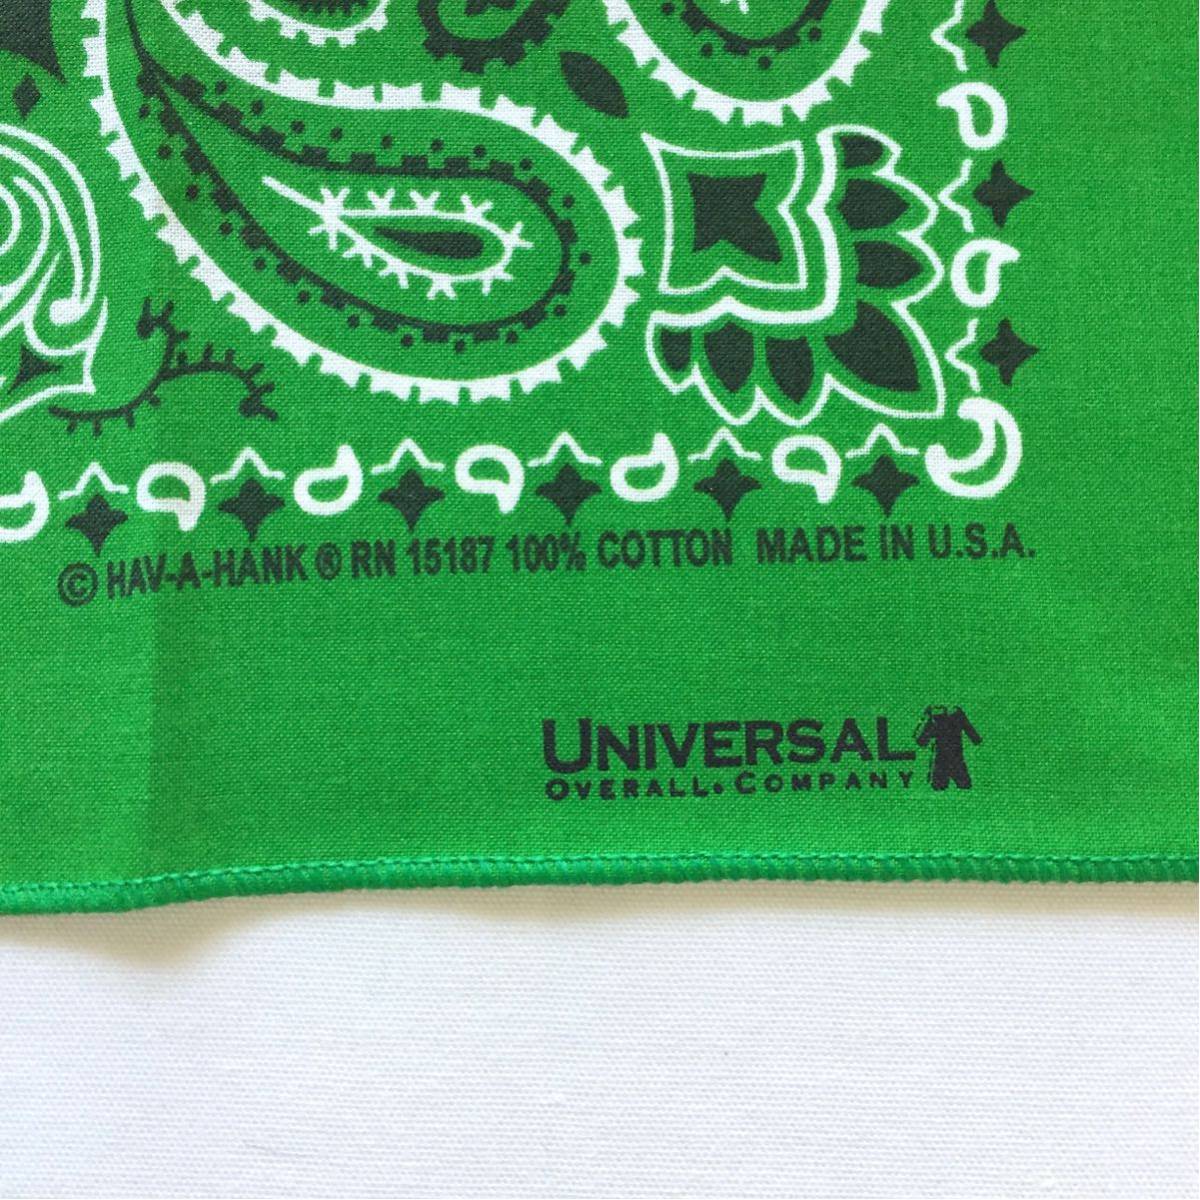 © HAV-A-HANK ® RN 15187 100% COTTON MADE IN U.S.A.
UNIVERSAL
OVERALL • COMPANY